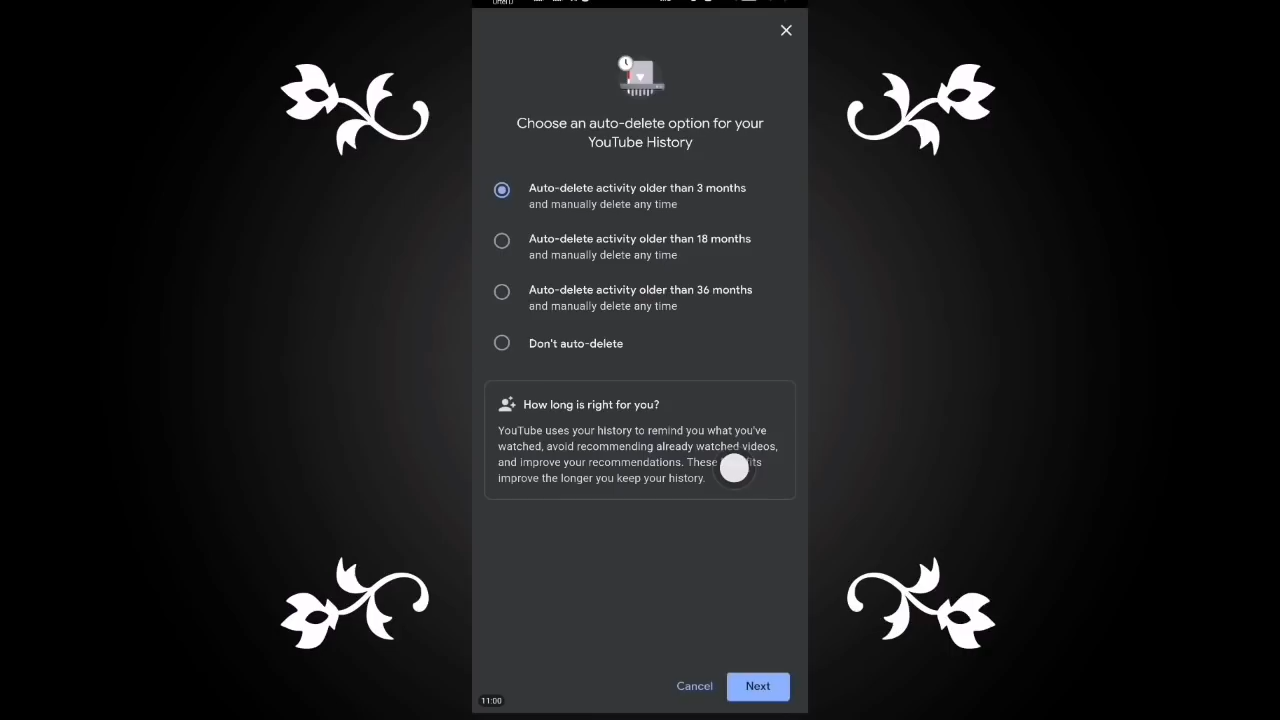 Choose an auto-delete option for your
YouTube History
Auto-delete activity older than 3 months
and manually delete any time
Auto-delete activity older than 18 months
and manually delete any time
Auto-delete activity older than 36 months
and manually delete any time
Don't auto-delete
How long is right for you?
YouTube uses your history to remind you what you've
watched, avoid recommending already watched videos,
and improve your recommendations. These
improve the longer you keep your history.
Cancel
Next
11:00